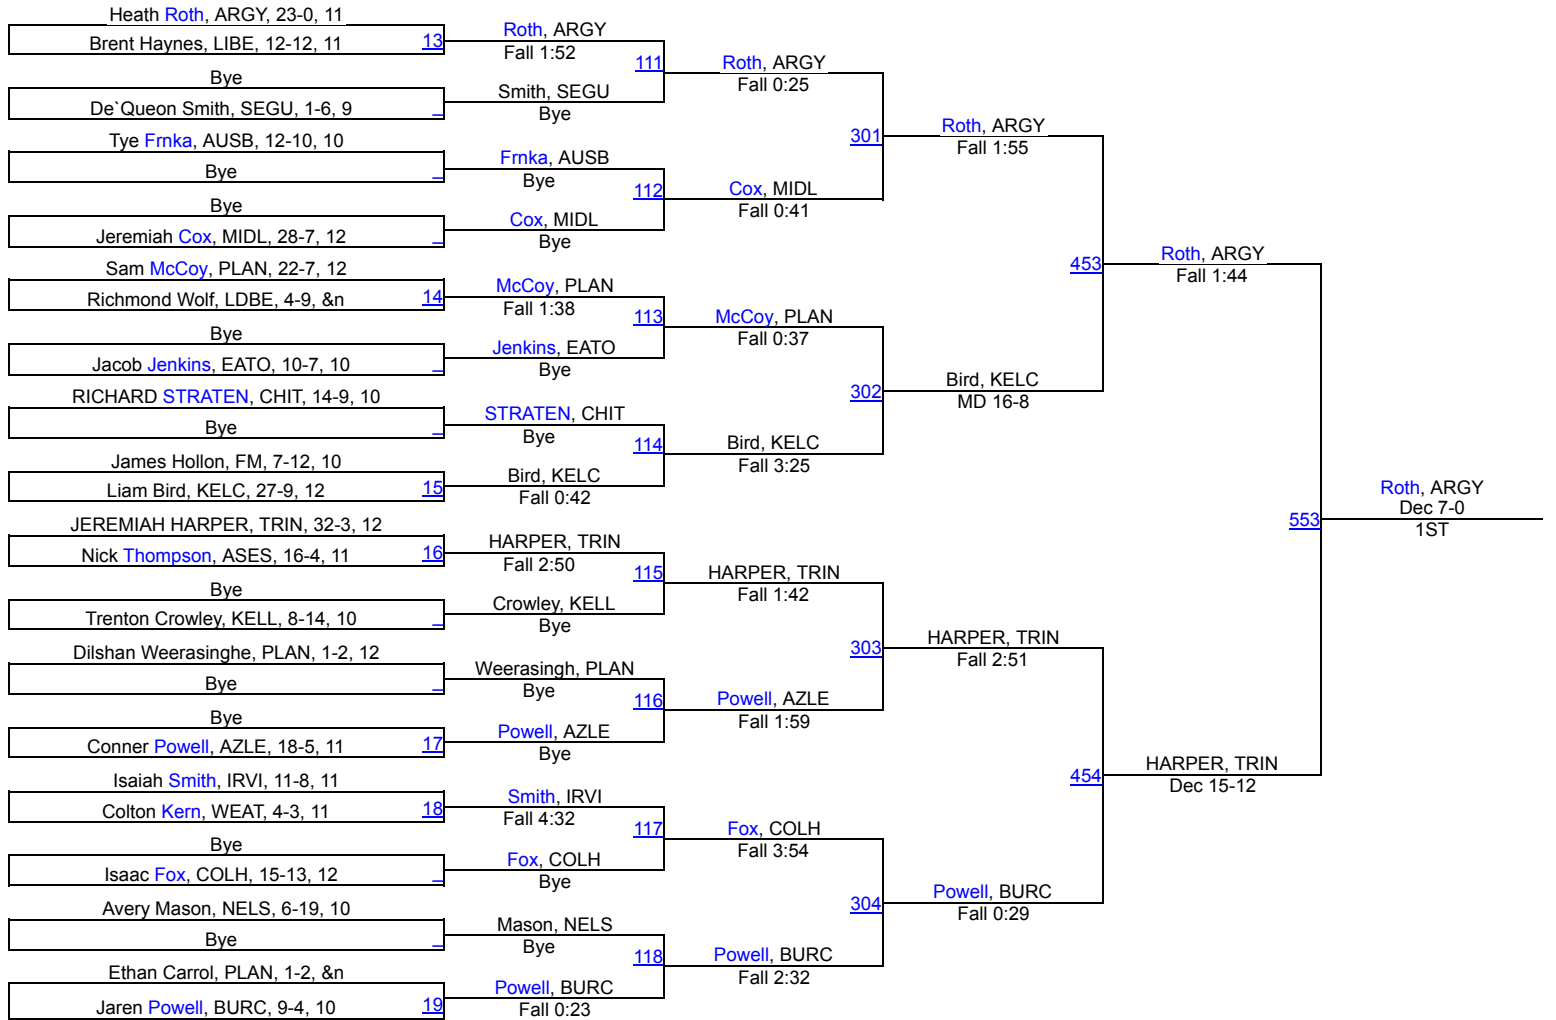 Heath Roth, ARGY, 23-0, 11
Brent Haynes, LIBE, 12-12, 11
13
Bye
De`Queon Smith, SEGU, 1-6, 9
Tye Frnka, AUSB, 12-10, 10
Bye
Bye
Jeremiah Cox, MIDL, 28-7, 12
Sam McCoy, PLAN, 22-7, 12
Richmond Wolf, LDBE, 4-9, &n
14
Bye
Jacob Jenkins, EATO, 10-7, 10
RICHARD STRATEN, CHIT, 14-9, 10
Bye
James Hollon, FM, 7-12, 10
Liam Bird, KELC, 27-9, 12
15
JEREMIAH HARPER, TRIN, 32-3, 12
Nick Thompson, ASES, 16-4, 11
16
Bye
Trenton Crowley, KELL, 8-14, 10
Dilshan Weerasinghe, PLAN, 1-2, 12
Bye
Bye
Conner Powell, AZLE, 18-5, 11
17
Isaiah Smith, IRVI, 11-8, 11
Colton Kern, WEAT, 4-3, 11
18
Bye
Isaac Fox, COLH, 15-13, 12
Avery Mason, NELS, 6-19, 10
Bye
Ethan Carrol, PLAN, 1-2, &n
Jaren Powell, BURC, 9-4, 10
19
Roth, ARGY
Fall 1:52
111
Smith, SEGU
Bye
Frnka, AUSB
Bye
112
Cox, MIDL
Bye
McCoy, PLAN
Fall 1:38
113
Jenkins, EATO
Bye
STRATEN, CHIT
Bye
114
Bird, KELC
Fall 0:42
HARPER, TRIN
Fall 2:50
115
Crowley, KELL
Bye
Weerasingh, PLAN
Bye
116
Powell, AZLE
Bye
Smith, IRVI
Fall 4:32
117
Fox, COLH
Bye
Mason, NELS
Bye
118
Powell, BURC
Fall 0:23
Roth, ARGY
Fall 0:25
301
Cox, MIDL
Fall 0:41
McCoy, PLAN
Fall 0:37
302
Bird, KELC
Fall 3:25
HARPER, TRIN
Fall 1:42
303
Powell, AZLE
Fall 1:59
Fox, COLH
Fall 3:54
304
Powell, BURC
Fall 2:32
Roth, ARGY
Fall 1:55
453
Bird, KELC
MD 16-8
HARPER, TRIN
Fall 2:51
454
Powell, BURC
Fall 0:29
Roth, ARGY
Fall 1:44
553
HARPER, TRIN
Dec 15-12
Roth, ARGY
Dec 7-0
1ST